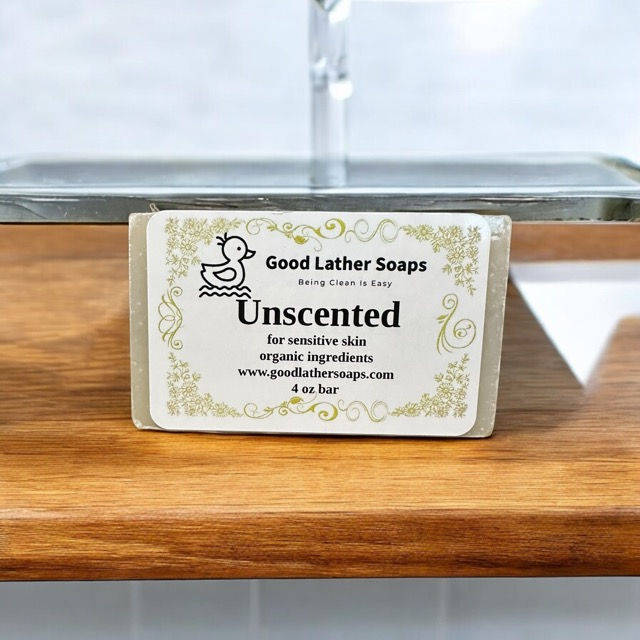 Good Lather Soaps
Being Clean Is Easy
Unscented
for sensitive skin
organic ingredients
www.goodlathersoaps.com
4 oz bar